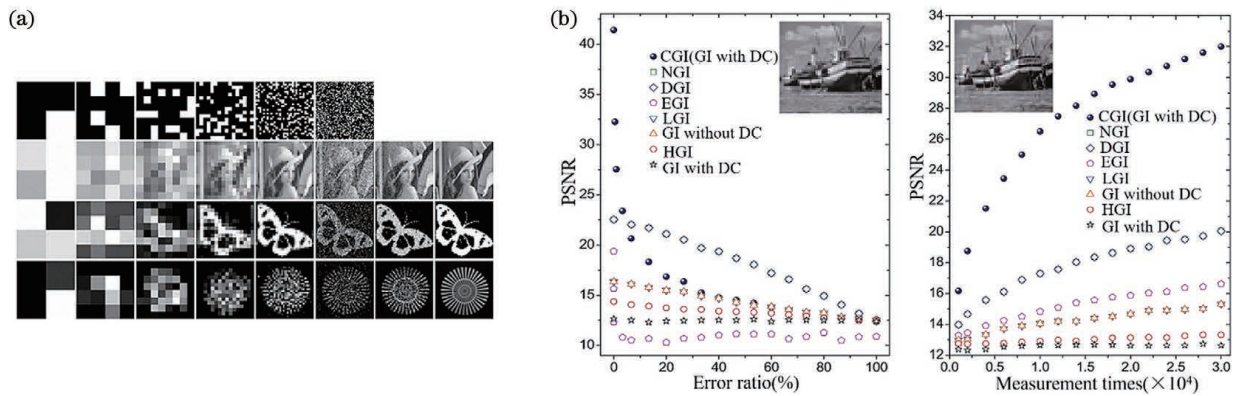 (a)
(b)
PSNR
40
35
30
25
20
15
10
CGI(GI with DC)
NGI
DGI
EGI
LGI
GI without DC
HGI
GI with DC
0 20 40 60 80 100
Error ratio(%)
PSNR
34
32
30
28
26
24
22
20
18
16
14
12
CGI(GI with DC)
NGI
DGI
EGI
LGI
GI without DC
HGI
GI with DC
0 0.5 1.0 1.5 2.0 2.5 3.0
Measurement times(×10⁴)